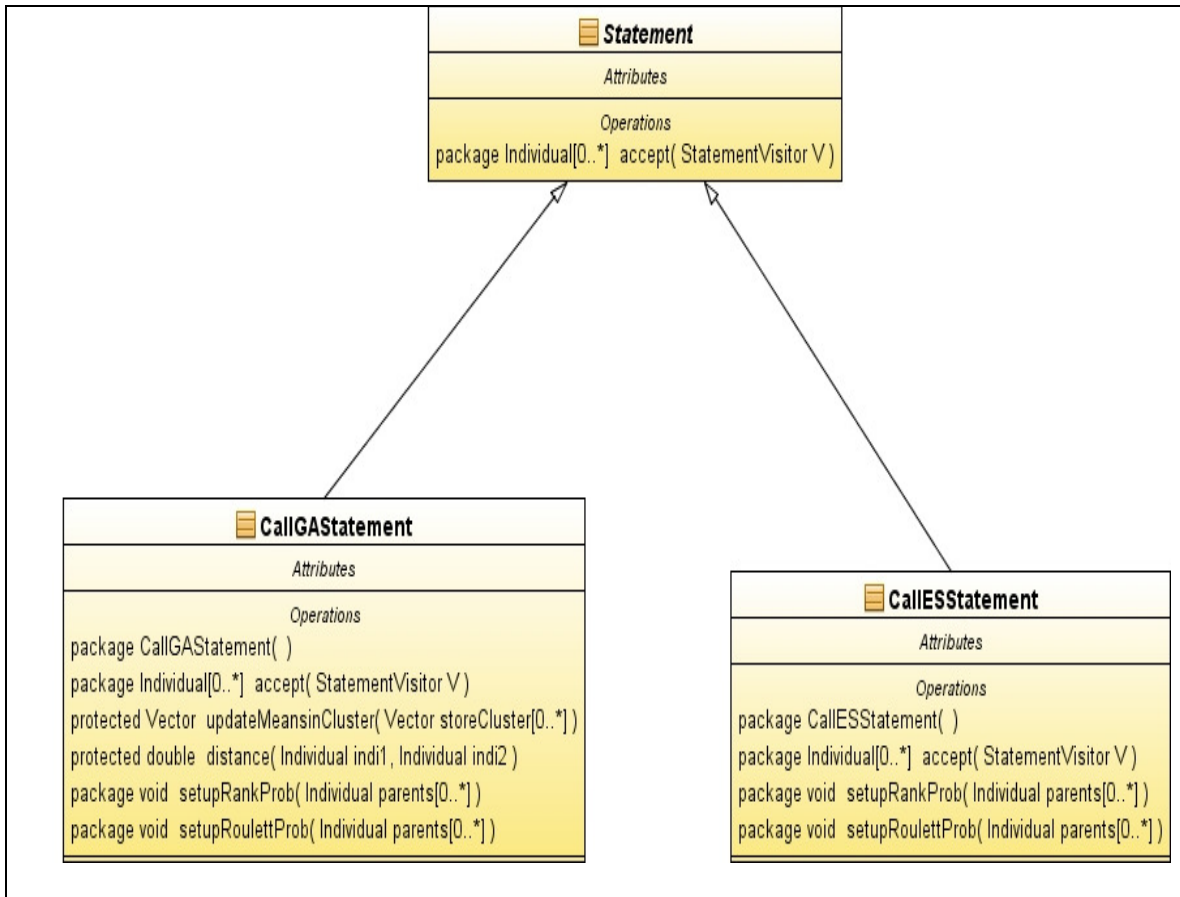 Statement
Attributes
Operations
package Individual[0..*] accept( StatementVisitor V )
CallGAStatement
Attributes
Operations
package CallGAStatement( )
package Individual[0..*] accept( StatementVisitor V )
protected Vector updateMeansinCluster( Vector storeCluster[0..*] )
protected double distance( Individual indi1, Individual indi2 )
package void setupRankProb( Individual parents[0..*] )
package void setupRoulettProb( Individual parents[0..*] )
CallESStatement
Attributes
Operations
package CallESStatement( )
package Individual[0..*] accept( StatementVisitor V )
package void setupRankProb( Individual parents[0..*] )
package void setupRoulettProb( Individual parents[0..*] )